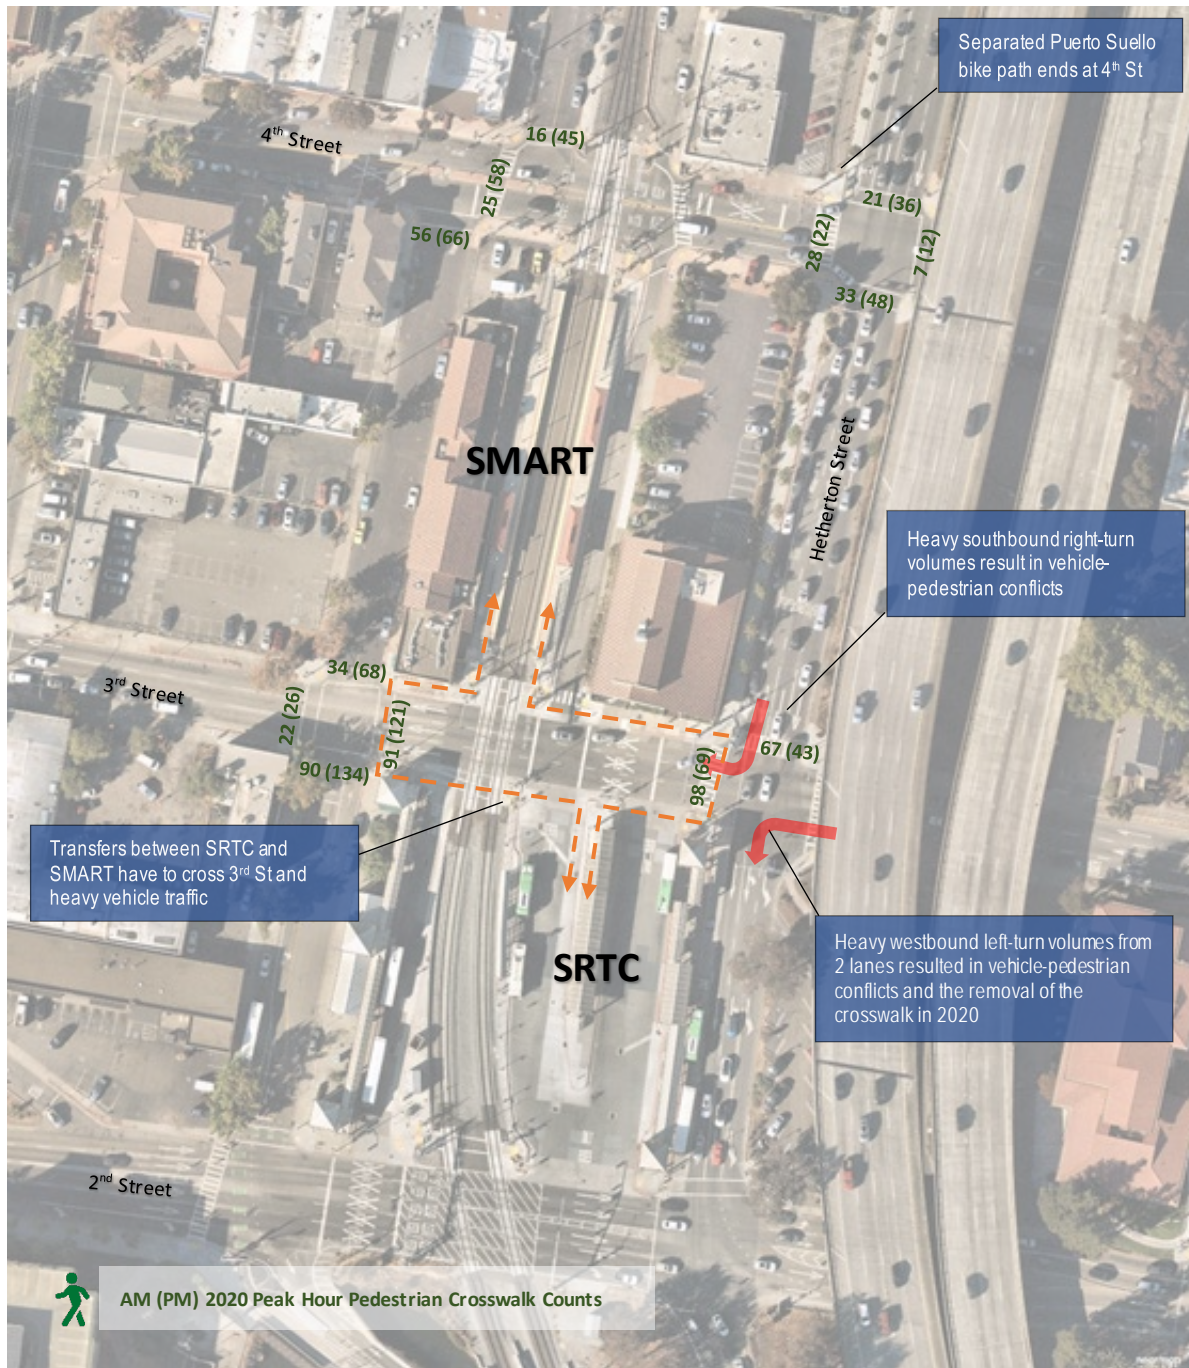 Separated Puerto Suello
bike path ends at 4th St
4th Street
16 (45)
25 (58)
56 (66)
21 (36)
28 (22)
7 (12)
33 (48)
SMART
Hetherton Street
Heavy southbound right-turn
volumes result in vehicle-
pedestrian conflicts
3rd Street
34 (68)
22 (26)
91 (121)
90 (134)
67 (43)
98 (69)
Transfers between SRTC and
SMART have to cross 3rd St and
heavy vehicle traffic
SRTC
Heavy westbound left-turn volumes from
2 lanes resulted in vehicle-pedestrian
conflicts and the removal of the
crosswalk in 2020
2nd Street
AM (PM) 2020 Peak Hour Pedestrian Crosswalk Counts